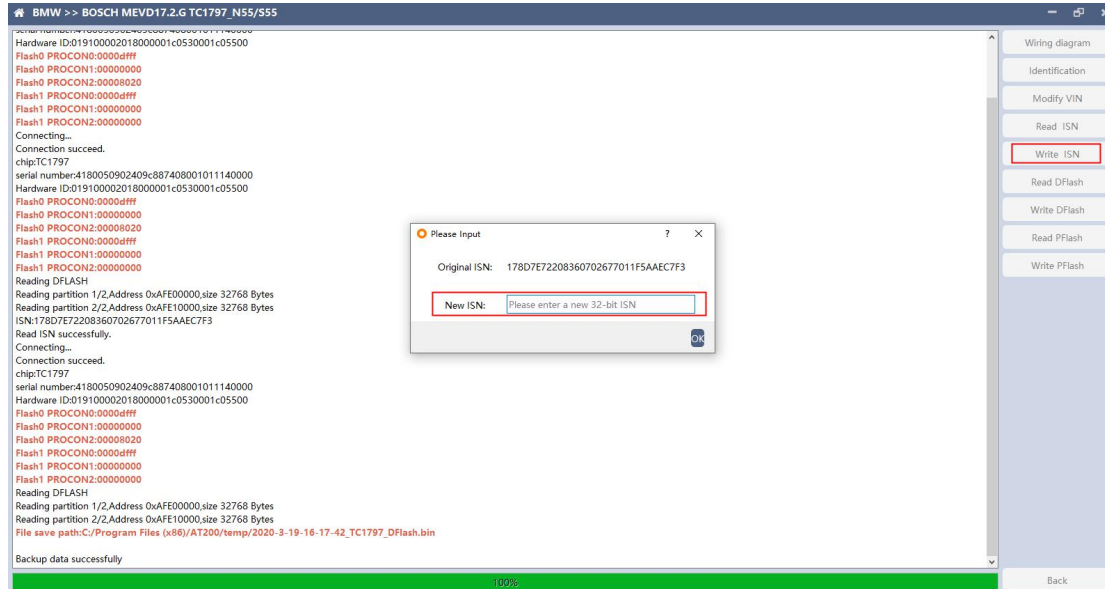 BMW >> BOSCH MEVD17.2.G TC1797_N55/S55
Hardware ID:019100002018000001c0530001c05500
Flash0 PROCON0:0000dfff
Flash0 PROCON1:00000000
Flash0 PROCON2:00008020
Flash1 PROCON0:0000dfff
Flash1 PROCON1:00000000
Flash1 PROCON2:00000000
Connecting...
Connection succeed.
chip:TC1797
serial number:4180050902409c887408001011140000
Hardware ID:019100002018000001c0530001c05500
Flash0 PROCON0:0000dfff
Flash0 PROCON1:00000000
Flash0 PROCON2:00008020
Flash1 PROCON0:0000dfff
Flash1 PROCON1:00000000
Flash1 PROCON2:00000000
Reading DFLASH
Reading partition 1/2,Address 0xAFE00000,size 32768 Bytes
Reading partition 2/2,Address 0xAFE10000,size 32768 Bytes
ISN:178D7E72208360702677011F5AAEC7F3
Read ISN successfully.
Connecting...
Connection succeed.
chip:TC1797
serial number:4180050902409c887408001011140000
Hardware ID:019100002018000001c0530001c05500
Flash0 PROCON0:0000dfff
Flash0 PROCON1:00000000
Flash0 PROCON2:00008020
Flash1 PROCON0:0000dfff
Flash1 PROCON1:00000000
Flash1 PROCON2:00000000
Reading DFLASH
Reading partition 1/2,Address 0xAFE00000,size 32768 Bytes
Reading partition 2/2,Address 0xAFE10000,size 32768 Bytes
File save path:C:/Program Files (x86)/AT200/temp/2020-3-19-16-17-42_TC1797_DFlash.bin
Backup data successfully
100%
Please Input
Original ISN: 178D7E72208360702677011F5AAEC7F3
New ISN: Please enter a new 32-bit ISN
OK
Wiring diagram
Identification
Modify VIN
Read ISN
Write ISN
Read DFlash
Write DFlash
Read PFlash
Write PFlash
Back